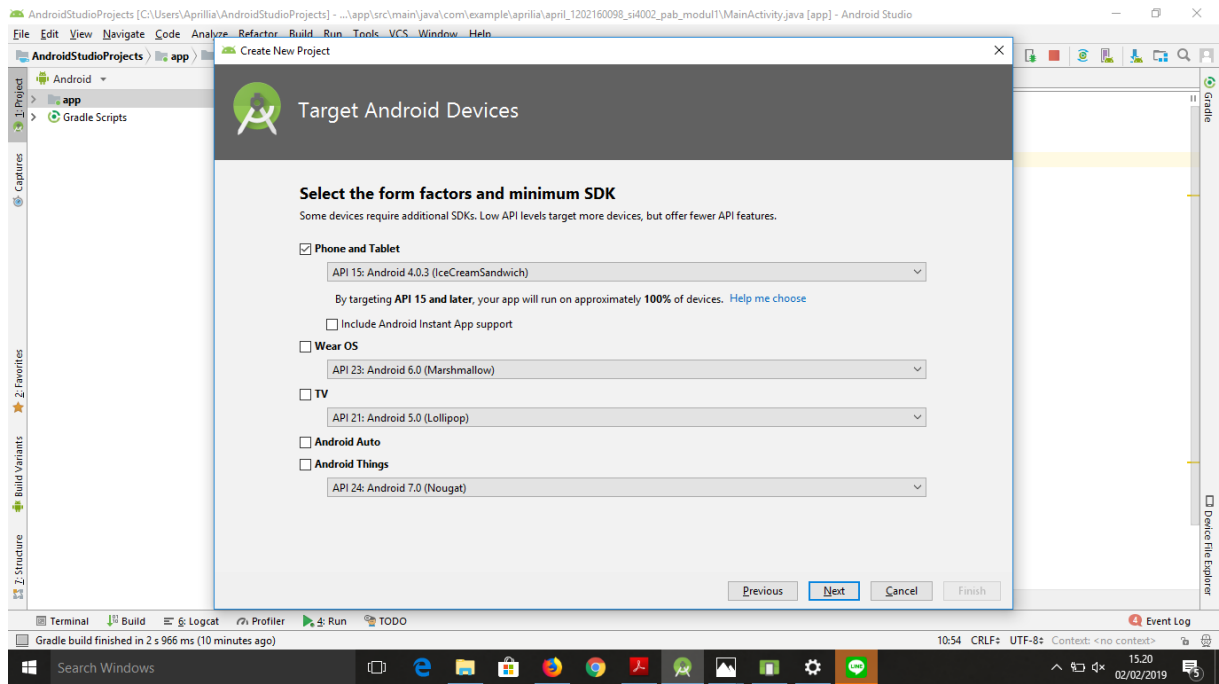 AndroidStudioProjects [C:\Users\Aprillia\AndroidStudioProjects] - ...\app\src\main\java\com\example\aprilia\april_1202160098_si4002_pab_modul1\MainActivity.java [app] - Android Studio
File Edit View Navigate Code Analyze Refactor Build Run Tools VCS Window Help
AndroidStudioProjects app
Create New Project
Android
app
Gradle Scripts
1: Project
Captures
2: Favorites
Build Variants
7: Structure
Gradle
Device File Explorer
Target Android Devices
Select the form factors and minimum SDK
Some devices require additional SDKs. Low API levels target more devices, but offer fewer API features.
Phone and Tablet
API 15: Android 4.0.3 (IceCreamSandwich)
By targeting API 15 and later, your app will run on approximately 100% of devices. Help me choose
Include Android Instant App support
Wear OS
API 23: Android 6.0 (Marshmallow)
TV
API 21: Android 5.0 (Lollipop)
Android Auto
Android Things
API 24: Android 7.0 (Nougat)
Previous Next Cancel Finish
Terminal Build 6: Logcat Profiler 4: Run TODO 4 Event Log
Gradle build finished in 2 s 966 ms (10 minutes ago) 10:54 CRLF UTF-8 Context: <no context>
Search Windows
LINE
15.20
02/02/2019
5